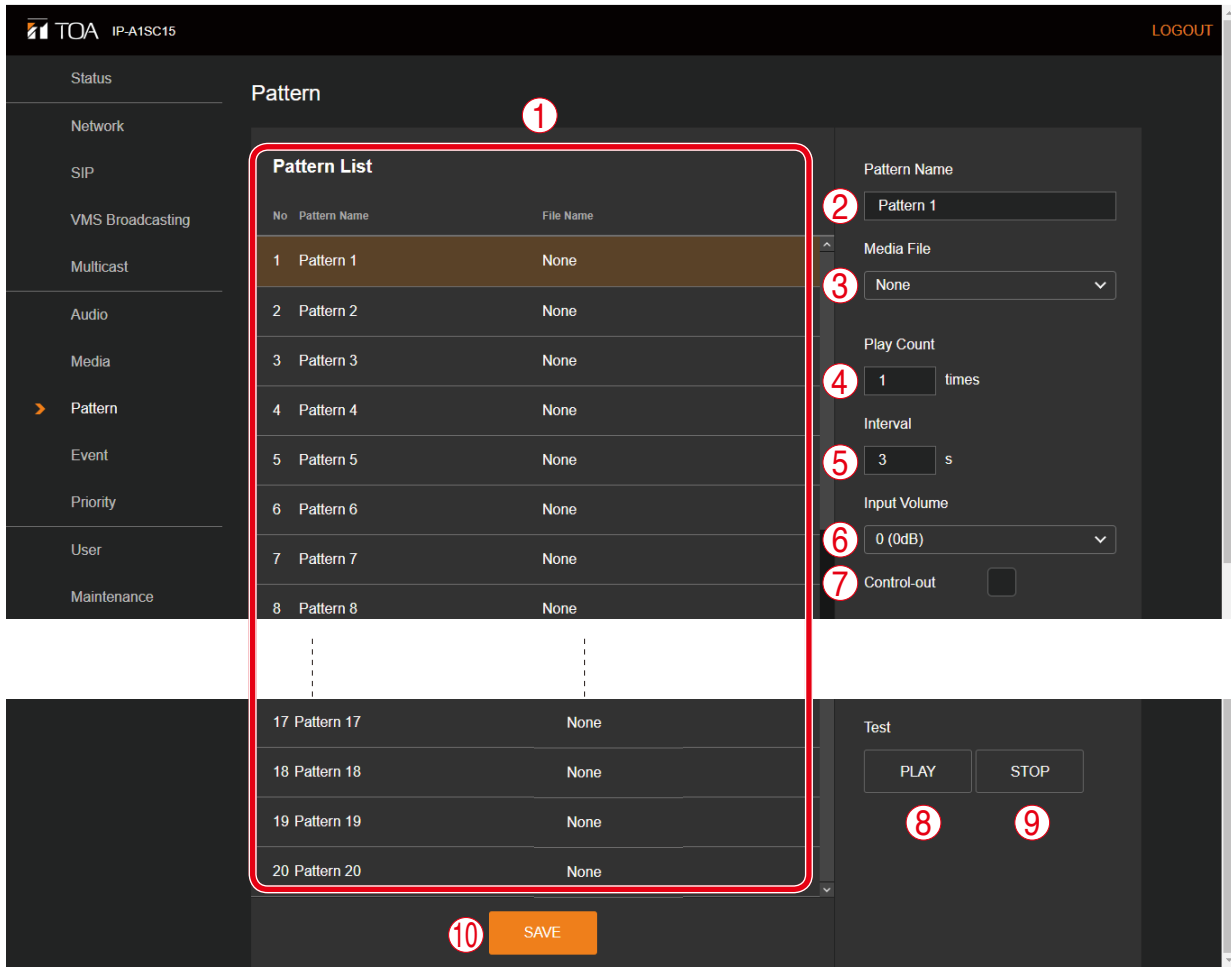 TOA IP-A1SC15
LOGOUT
Status
Network
SIP
VMS Broadcasting
Multicast
Audio
Media
Pattern
Event
Priority
User
Maintenance
Pattern
1
Pattern List
No Pattern Name File Name
1 Pattern 1 None
2 Pattern 2 None
3 Pattern 3 None
4 Pattern 4 None
5 Pattern 5 None
6 Pattern 6 None
7 Pattern 7 None
8 Pattern 8 None
17 Pattern 17 None
18 Pattern 18 None
19 Pattern 19 None
20 Pattern 20 None
10 SAVE
Pattern Name
2 Pattern 1
Media File
3 None
Play Count
4 1 times
Interval
5 3 s
Input Volume
6 0 (0dB)
7 Control-out
Test
PLAY STOP
8 9